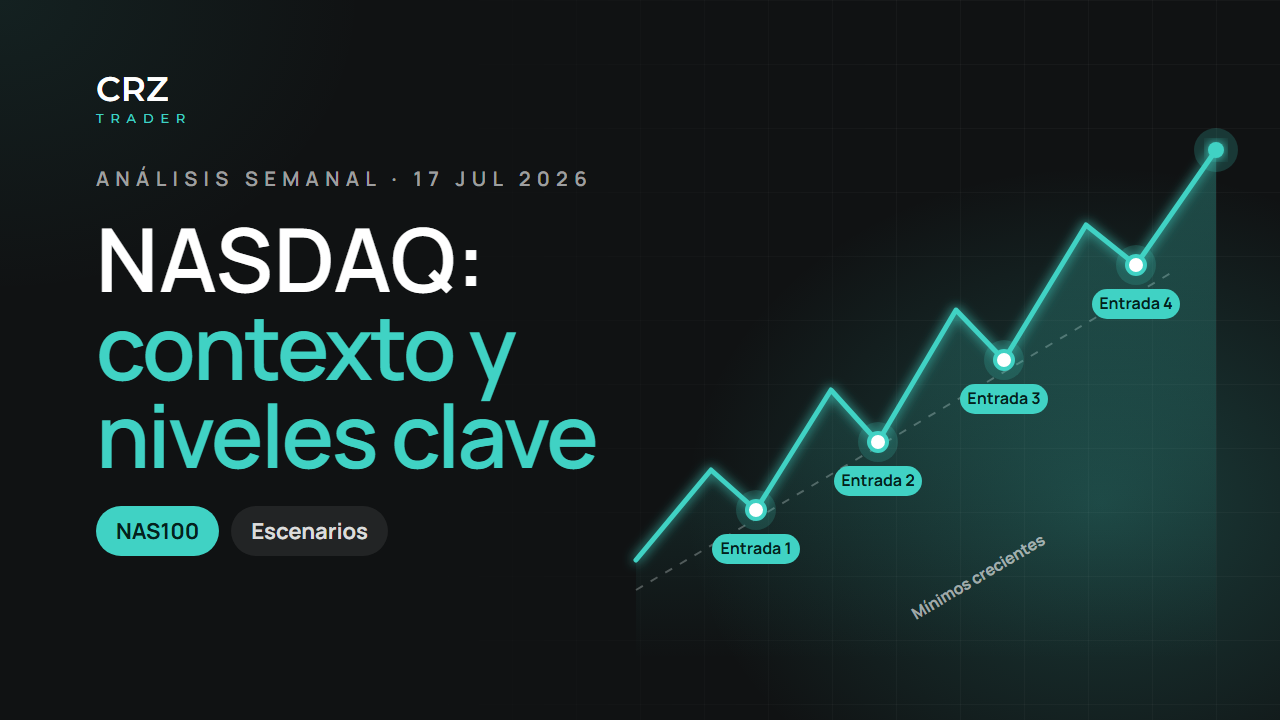 CRZ
TRADER
ANÁLISIS SEMANAL · 17 JUL 2026
NASDAQ:
contexto y
niveles clave
NAS100
Escenarios
Entrada 4
Entrada 3
Entrada 2
Entrada 1
Mínimos crecientes